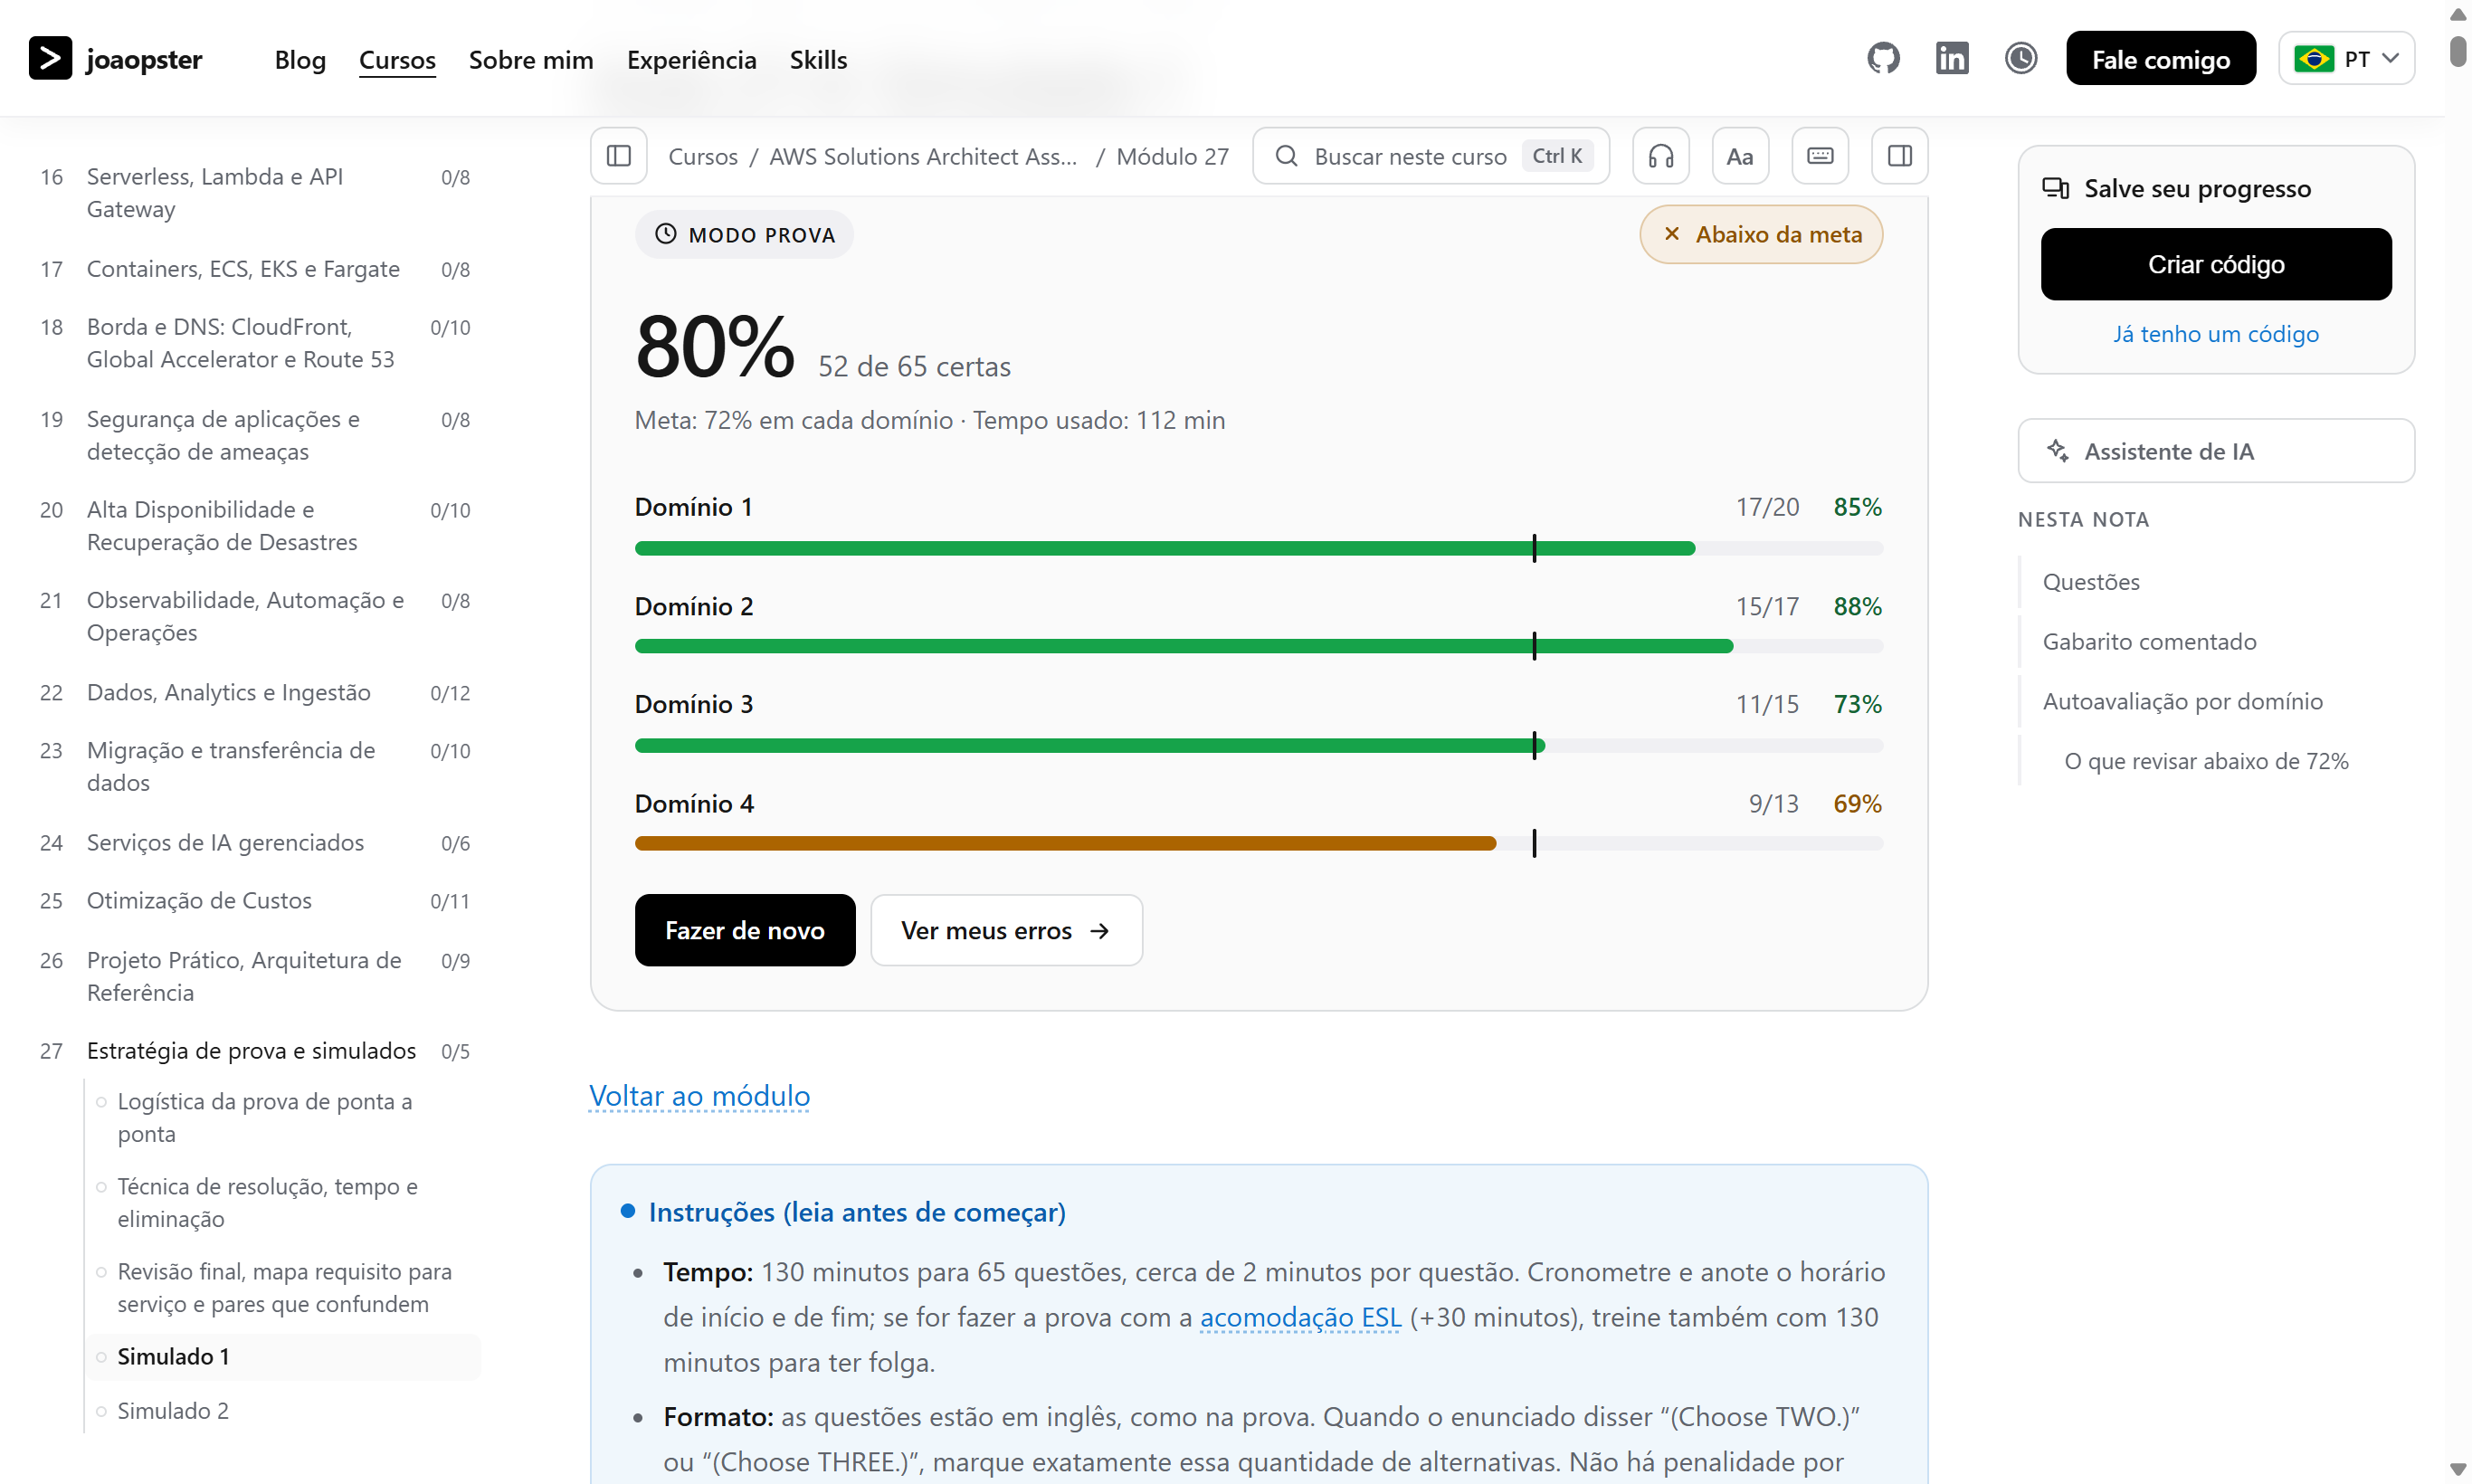 joaopster
Blog
Cursos
Sobre mim
Experiência
Skills
Fale comigo
PT
16 Serverless, Lambda e API 0/8
Gateway
17 Containers, ECS, EKS e Fargate 0/8
18 Borda e DNS: CloudFront, 0/10
Global Accelerator e Route 53
19 Segurança de aplicações e 0/8
detecção de ameaças
20 Alta Disponibilidade e 0/10
Recuperação de Desastres
21 Observabilidade, Automação e 0/8
Operações
22 Dados, Analytics e Ingestão 0/12
23 Migração e transferência de 0/10
dados
24 Serviços de IA gerenciados 0/6
25 Otimização de Custos 0/11
26 Projeto Prático, Arquitetura de 0/9
Referência
27 Estratégia de prova e simulados 0/5
Logística da prova de ponta a
ponta
Técnica de resolução, tempo e
eliminação
Revisão final, mapa requisito para
serviço e pares que confundem
Simulado 1
Simulado 2
Cursos / AWS Solutions Architect Ass... / Módulo 27
Buscar neste curso Ctrl K
Aa
MODO PROVA
Abaixo da meta
80% 52 de 65 certas
Meta: 72% em cada domínio · Tempo usado: 112 min
Domínio 1 17/20 85%
Domínio 2 15/17 88%
Domínio 3 11/15 73%
Domínio 4 9/13 69%
Fazer de novo
Ver meus erros →
Voltar ao módulo
Instruções (leia antes de começar)
• Tempo: 130 minutos para 65 questões, cerca de 2 minutos por questão. Cronometre e anote o horário
de início e de fim; se for fazer a prova com a acomodação ESL (+30 minutos), treine também com 130
minutos para ter folga.
• Formato: as questões estão em inglês, como na prova. Quando o enunciado disser “(Choose TWO.)”
ou “(Choose THREE.)”, marque exatamente essa quantidade de alternativas. Não há penalidade por
Salve seu progresso
Criar código
Já tenho um código
Assistente de IA
NESTA NOTA
Questões
Gabarito comentado
Autoavaliação por domínio
O que revisar abaixo de 72%